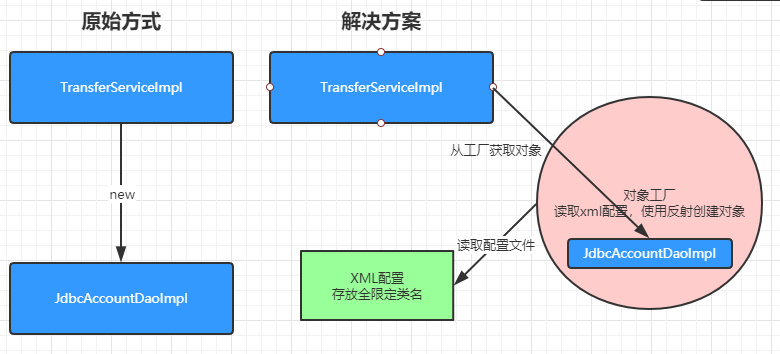 原始方式
解决方案
TransferServiceImpl
TransferServiceImpl
从工厂获取对象
new
对象工厂
读取xml配置，使用反射创建对象
读取配置文件
JdbcAccountDaoImpl
XML配置
存放全限定类名
JdbcAccountDaoImpl